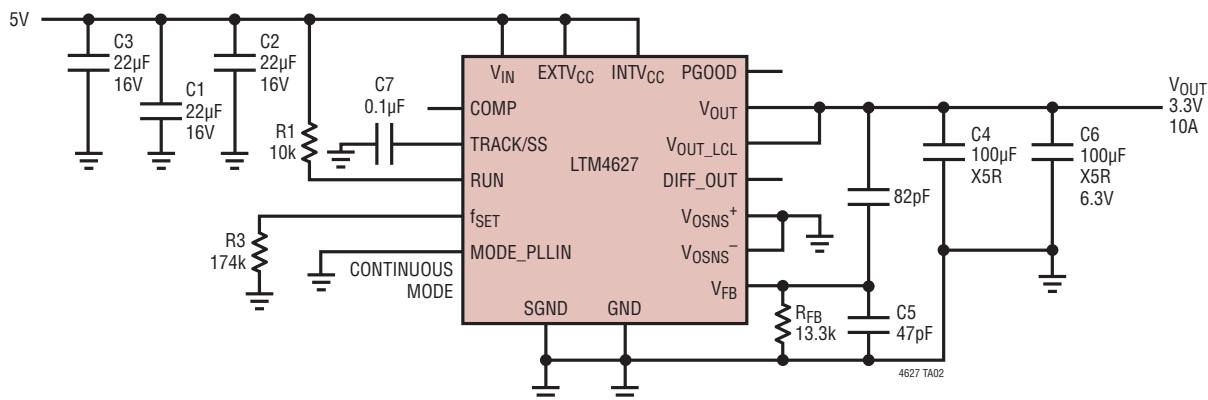 5V
C3
22µF
16V
C1
22µF
16V
C2
22µF
16V
R1
10k
C7
0.1µF
R3
174k
CONTINUOUS
MODE
VIN
EXTVCC
INTVCC
PGOOD
COMP
VOUT
TRACK/SS
VOUT_LCL
LTM4627
RUN
DIFF_OUT
fSET
VOSNS+
MODE_PLLIN
VOSNS–
VFB
SGND
GND
82pF
RFB
13.3k
C5
47pF
C4
100µF
X5R
C6
100µF
X5R
6.3V
VOUT
3.3V
10A
4627 TA02